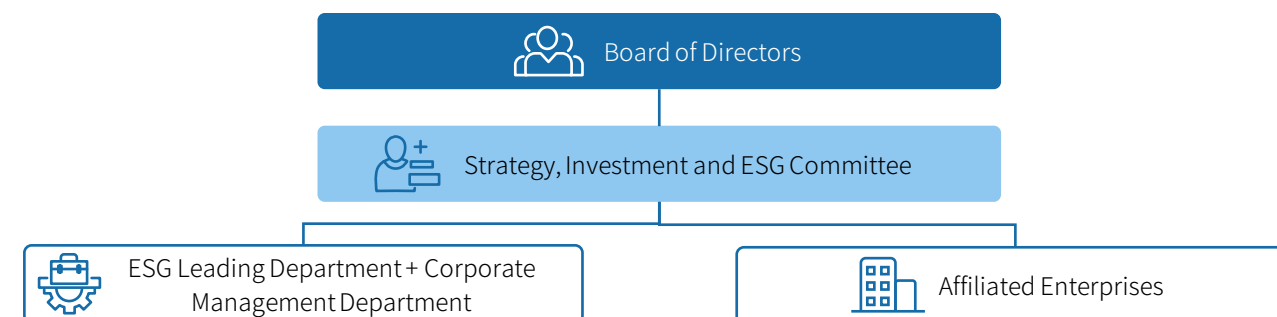 Board of Directors
Strategy, Investment and ESG Committee
ESG Leading Department + Corporate
Management Department
Affiliated Enterprises